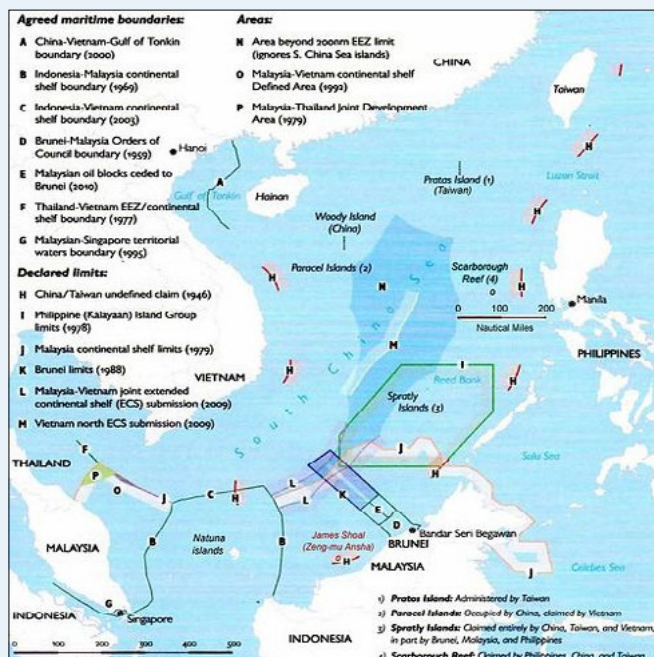 Agreed maritime boundaries:
A China-Vietnam-Gulf of Tonkin
boundary (2000)
B Indonesia-Malaysia continental
shelf boundary (1969)
C Indonesia-Vietnam continental
shelf boundary (2003)
D Brunei-Malaysia Orders of
Council boundary (1959)
E Malaysian oil blocks ceded to
Brunei (2010)
F Thailand-Vietnam EEZ/continental
shelf boundary (1977)
G Malaysian-Singapore territorial
waters boundary (1995)
Declared limits:
H China/Taiwan undefined claim (1946)
I Philippine (Kalayaan) Island Group
limits (1978)
J Malaysia continental shelf limits (1979)
K Brunei limits (1988)
L Malaysia-Vietnam joint extended
continental shelf (ECS) submission (2009)
M Vietnam north ECS submission (2009)
Areas:
N Area beyond 200nm EEZ limit
(ignores S. China Sea islands)
O Malaysia-Vietnam continental shelf
Defined Area (1992)
P Malaysia-Thailand Joint Development
Area (1979)
CHINA
Taiwan
Hanoi
A
Gulf of Tonkin
Hainan
Pratas Island (1)
(Taiwan)
Luzon Strait
H
H
Woody Island
(China)
Paracel Islands (2)
H
N
Scarborough
Reef (4)
H
0 100 200
Nautical Miles
Manila
PHILIPPINES
South China Sea
M
VIETNAM
H
I
Reed Bank
H
Spratly
Islands (3)
J
H
Sulu Sea
THAILAND
F
P
O
J
C
H
L
L
K
E
D
Bandar Seri Begawan
BRUNEI
B
Natuna
islands
B
James Shoal
(Zeng-mu Ansha)
H
MALAYSIA
MALAYSIA
J
Celebes Sea
G
Singapore
INDONESIA
INDONESIA
0 100 200 300 400 500
1) Pratas Island: Administered by Taiwan
2) Paracel Islands: Occupied by China, claimed by Vietnam
3) Spratly Islands: Claimed entirely by China, Taiwan, and Vietnam,
in part by Brunei, Malaysia, and Philippines
4) Scarborough Reef: Claimed by Philippines, China, and Taiwan